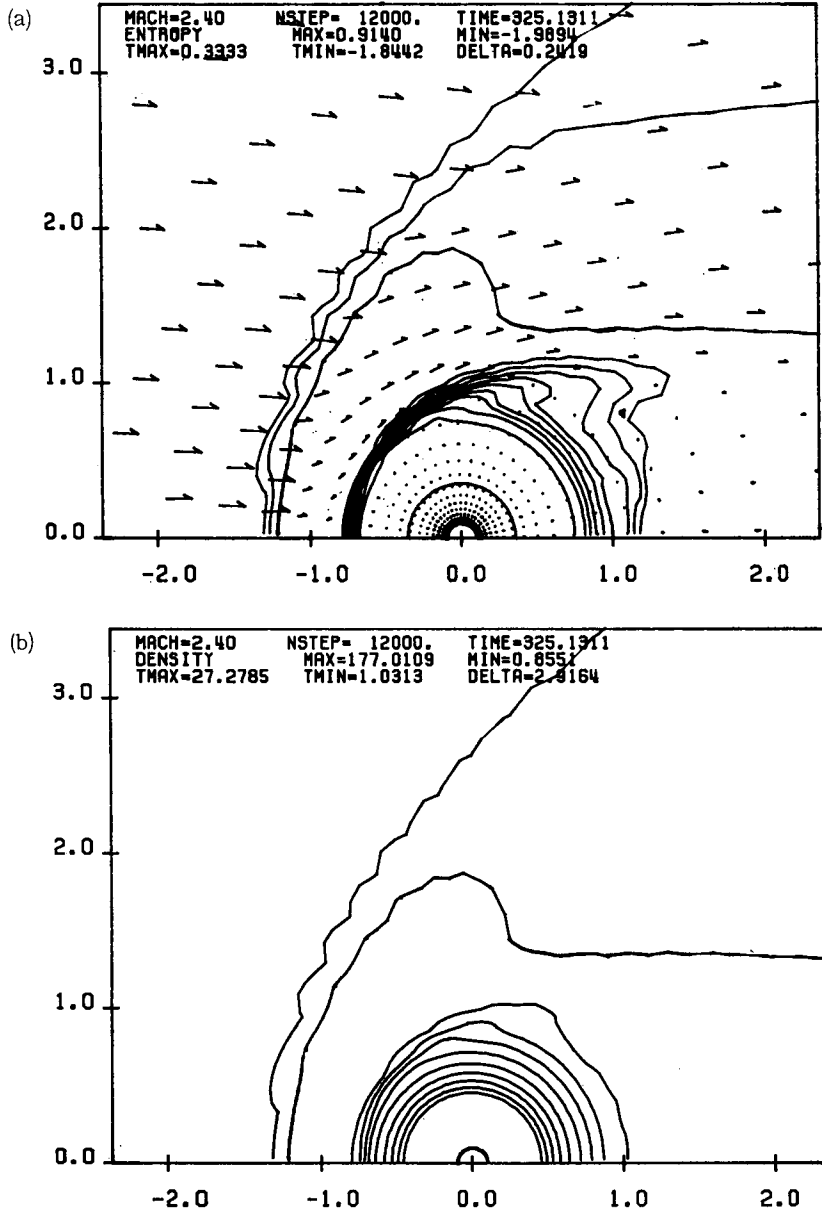 (a)
MACH=2.40 NSTEP= 12000. TIME=325.1311
ENTROPY MAX=0.9140 MIN=-1.9894
TMAX=0.3333 TMIN=-1.8442 DELTA=0.2419
3.0
2.0
1.0
0.0
-2.0 -1.0 0.0 1.0 2.0
(b)
MACH=2.40 NSTEP= 12000. TIME=325.1311
DENSITY MAX=177.0109 MIN=0.8551
TMAX=27.2785 TMIN=1.0313 DELTA=2.9164
3.0
2.0
1.0
0.0
-2.0 -1.0 0.0 1.0 2.0